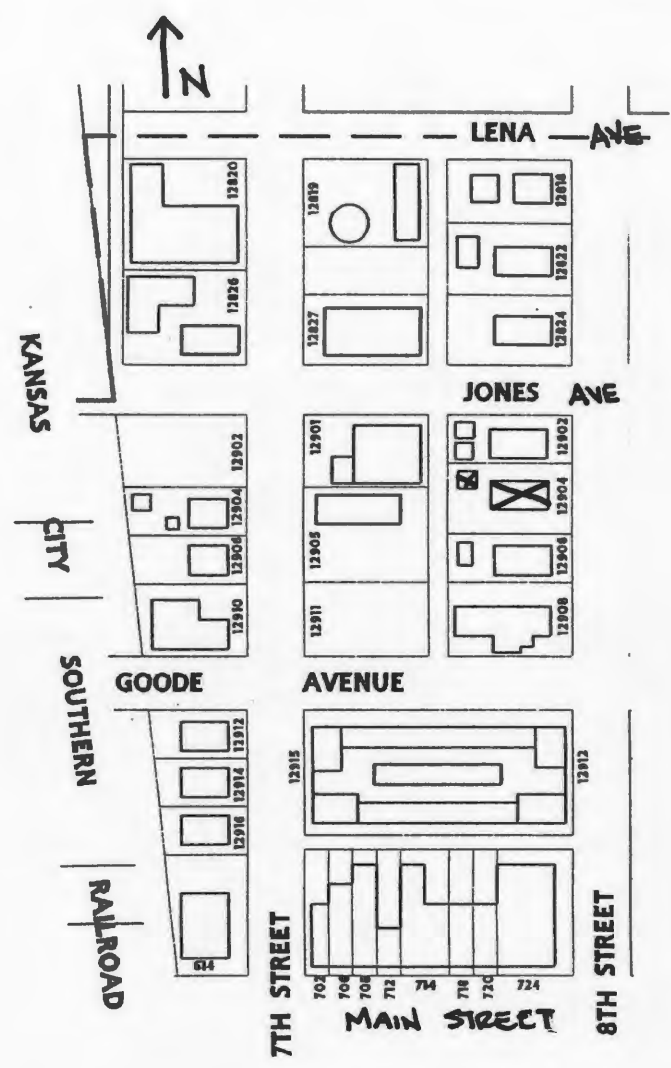 N
LENA AVE
12820
12819
12818
12822
12826
12827
12824
KANSAS
JONES AVE
12902
12901
12902
12904
12904
CITY
12906
12905
12906
12910
12911
12908
SOUTHERN
GOODE AVENUE
12912
12915
12912
12914
12916
RAILROAD
614
7TH STREET
8TH STREET
702 706 708 712 714 718 720 724
MAIN STREET